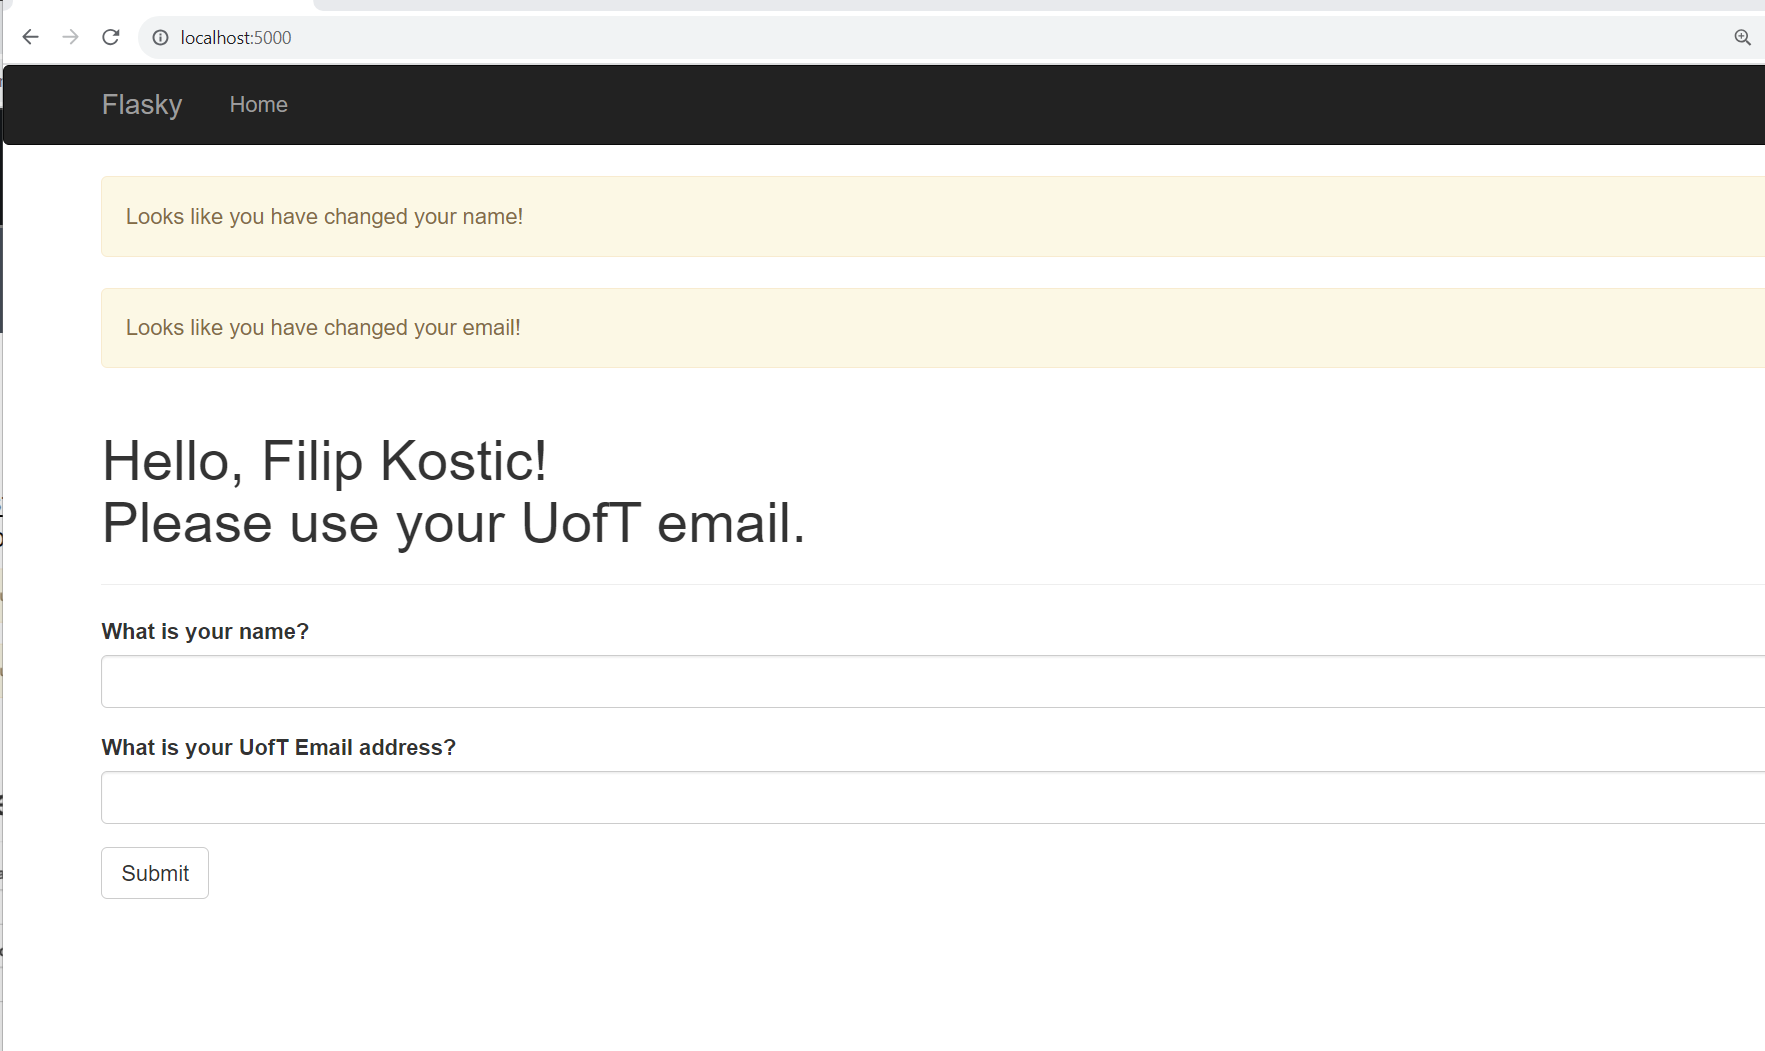 localhost:5000
Flasky Home
Looks like you have changed your name!
Looks like you have changed your email!
Hello, Filip Kostic!
Please use your UofT email.
What is your name?
What is your UofT Email address?
Submit